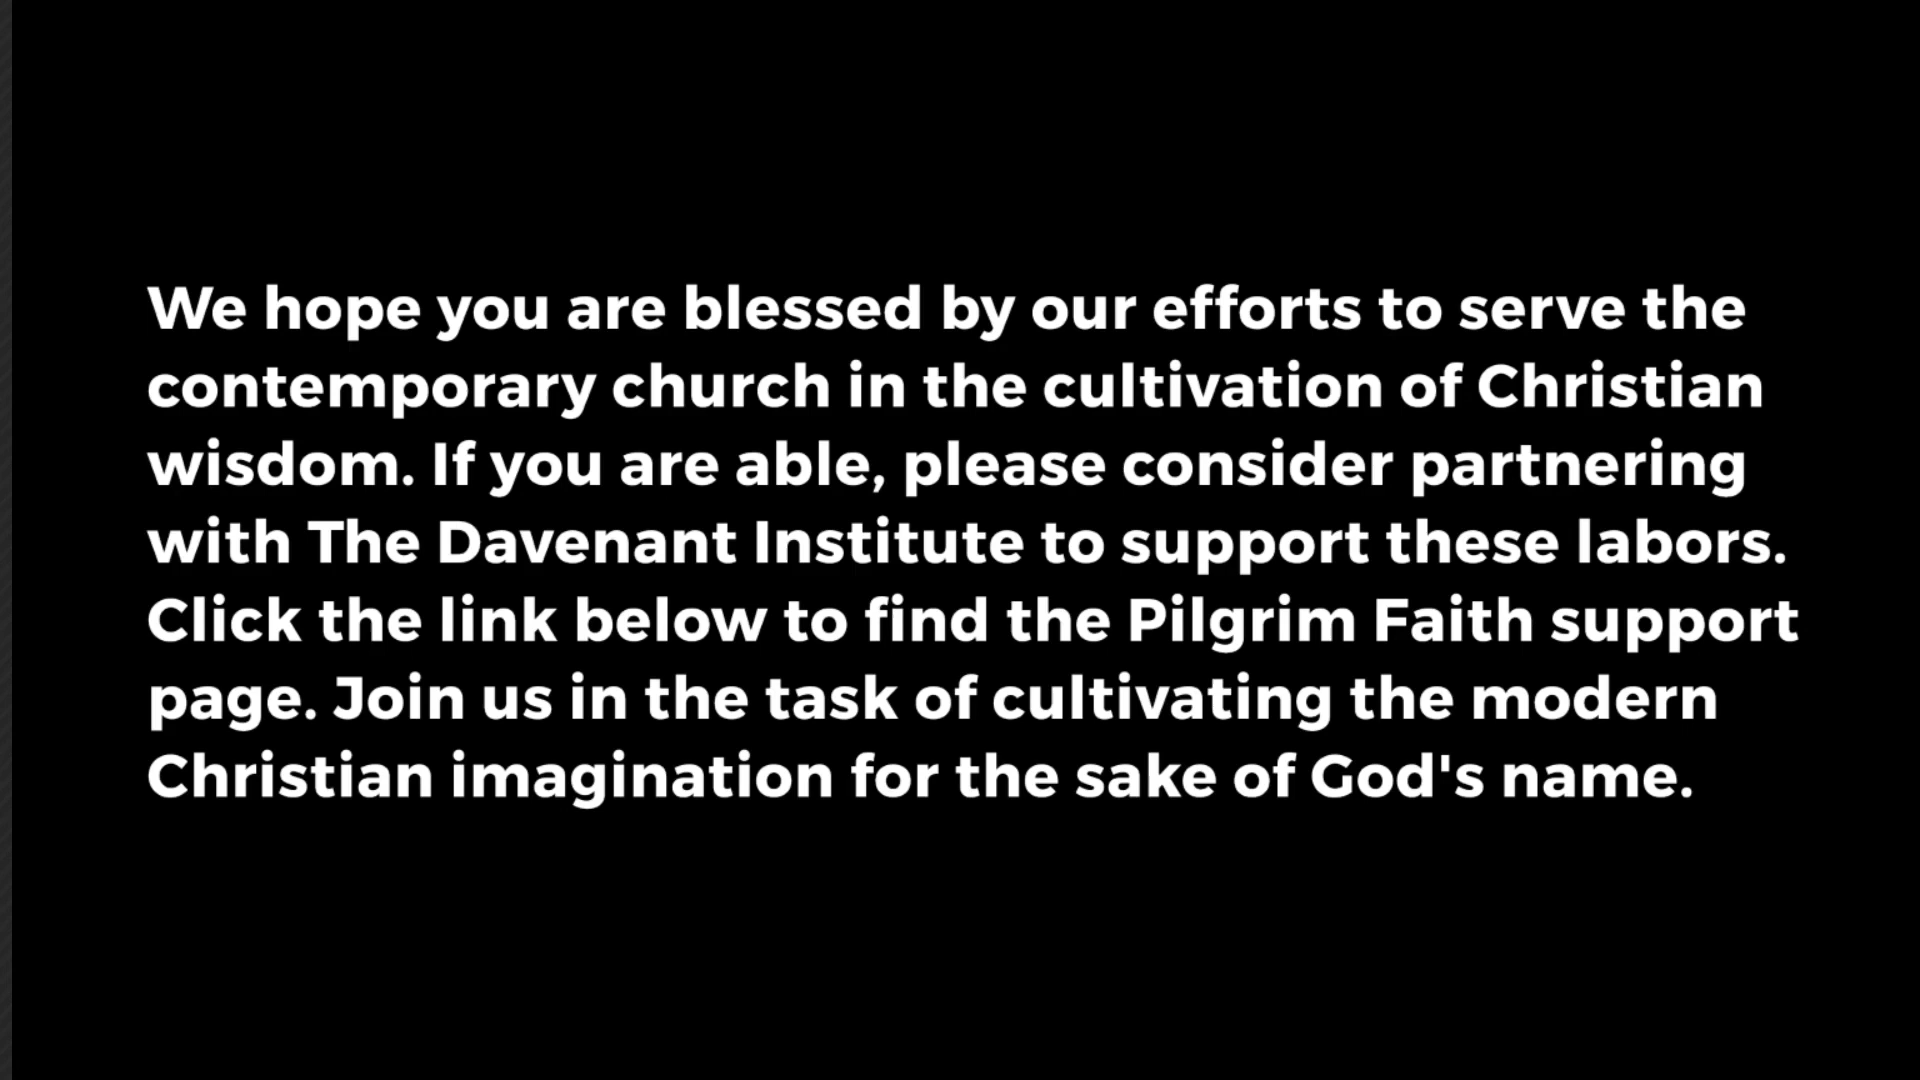 We hope you are blessed by our efforts to serve the
contemporary church in the cultivation of Christian
wisdom. If you are able, please consider partnering
with The Davenant Institute to support these labors.
Click the link below to find the Pilgrim Faith support
page. Join us in the task of cultivating the modern
Christian imagination for the sake of God's name.